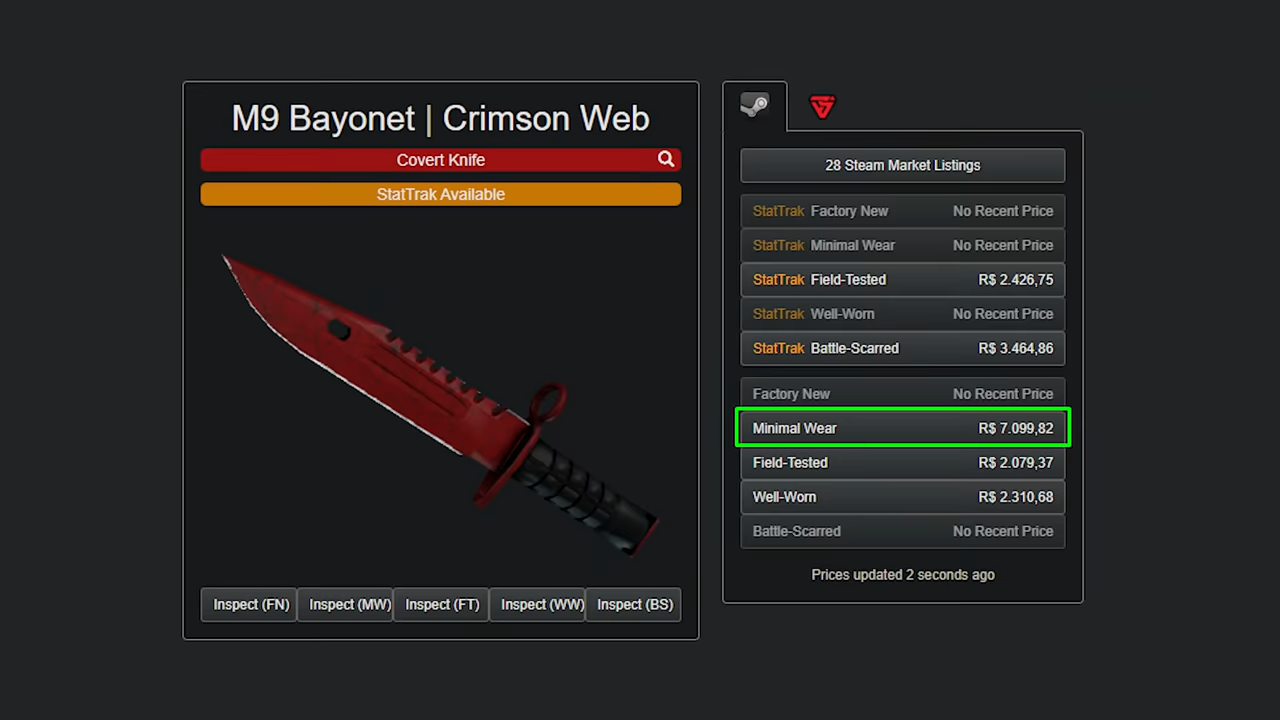 M9 Bayonet | Crimson Web
Covert Knife
StatTrak Available
Inspect (FN) Inspect (MW) Inspect (FT) Inspect (WW) Inspect (BS)
28 Steam Market Listings
StatTrak Factory New No Recent Price
StatTrak Minimal Wear No Recent Price
StatTrak Field-Tested R$ 2.426,75
StatTrak Well-Worn No Recent Price
StatTrak Battle-Scarred R$ 3.464,86
Factory New No Recent Price
Minimal Wear R$ 7.099,82
Field-Tested R$ 2.079,37
Well-Worn R$ 2.310,68
Battle-Scarred No Recent Price
Prices updated 2 seconds ago